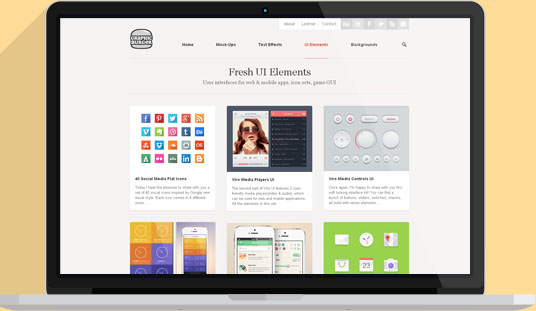 About License Contact
GRAPHIC
BURGER
Home Mock-Ups Text Effects UI Elements Backgrounds
Fresh UI Elements
User interfaces for web & mobile apps, icon sets, game GUI
40 Social Media Flat Icons
Today I have the pleasure to share with you a
set of 40 social icons inspired by Google new
visual style. Each icon comes in 4 different
sizes...
Vivo Media Players UI
The second part of Vivo UI features 2 user-
friendly media players(video & audio), which
can be used for web and mobile applications.
All the elements in this
Vivo Media Controls UI
Once again, I'm happy to share with you this
soft looking interface kit! You can find a
bunch of buttons, sliders, switches, checks,
all built with vector elements...
23